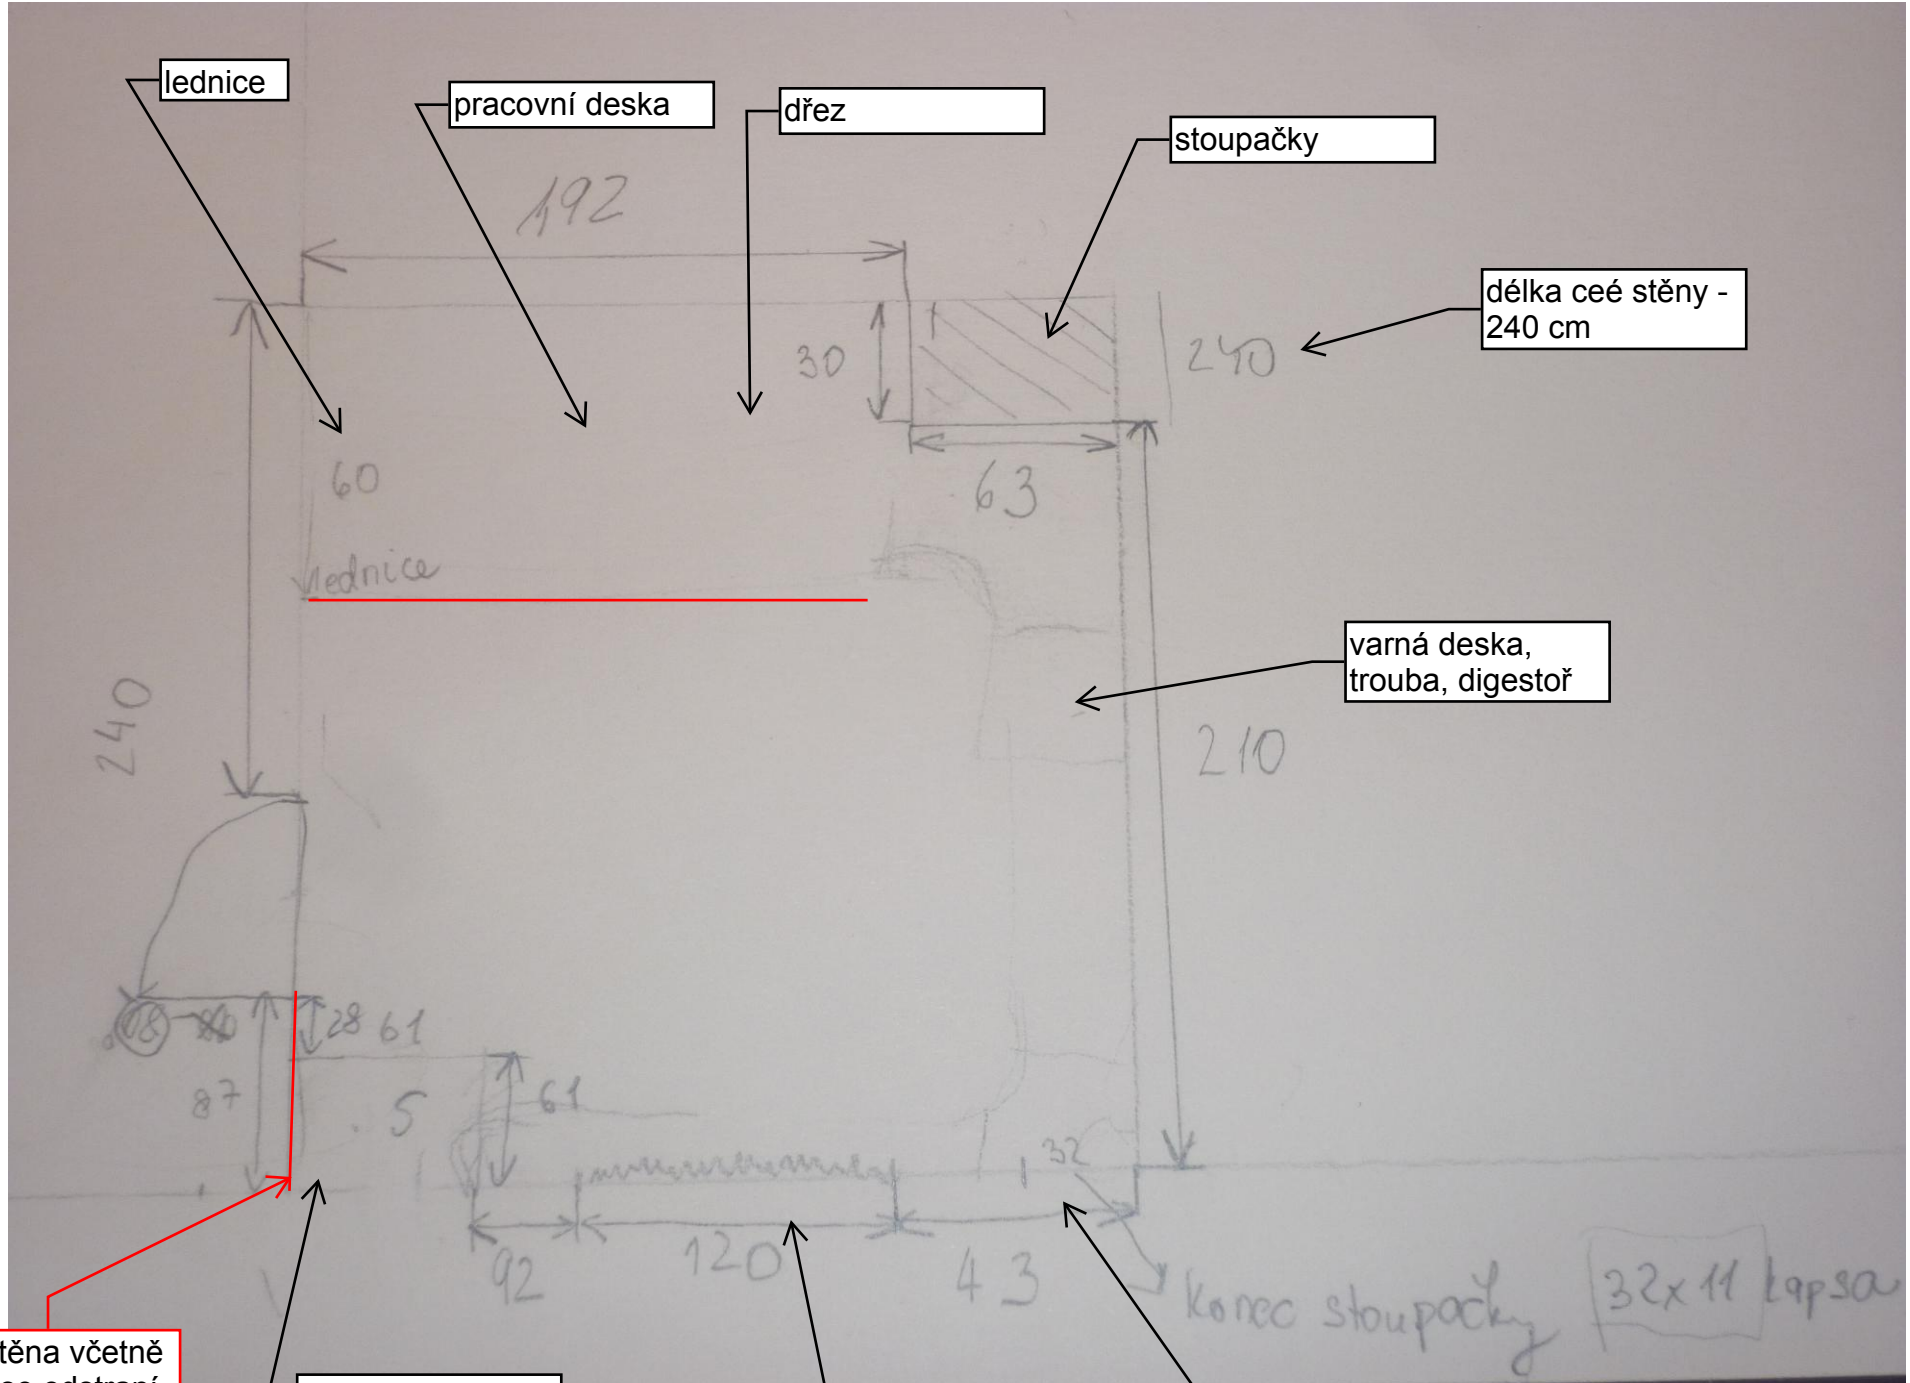 lednice
pracovní deska
dřez
stoupačky
192
délka ceé stěny -
240 cm
30
240
60
63
lednice
varná deska,
trouba, digestoř
240
210
28 61
87
S
61
32
92
120
43
Konec stoupačky
32x11 kapsa
těna včetně